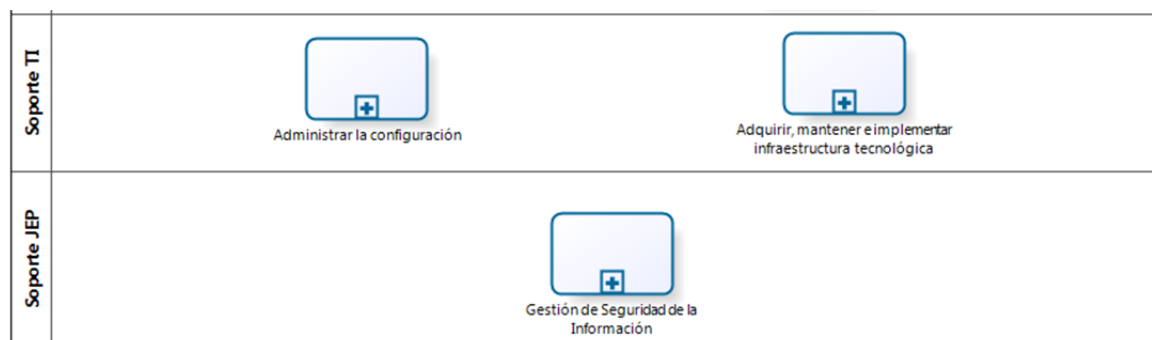 Soporte TI
Administrar la configuración
Adquirir, mantener e implementar
infraestructura tecnológica
Soporte JEP
Gestión de Seguridad de la
Información